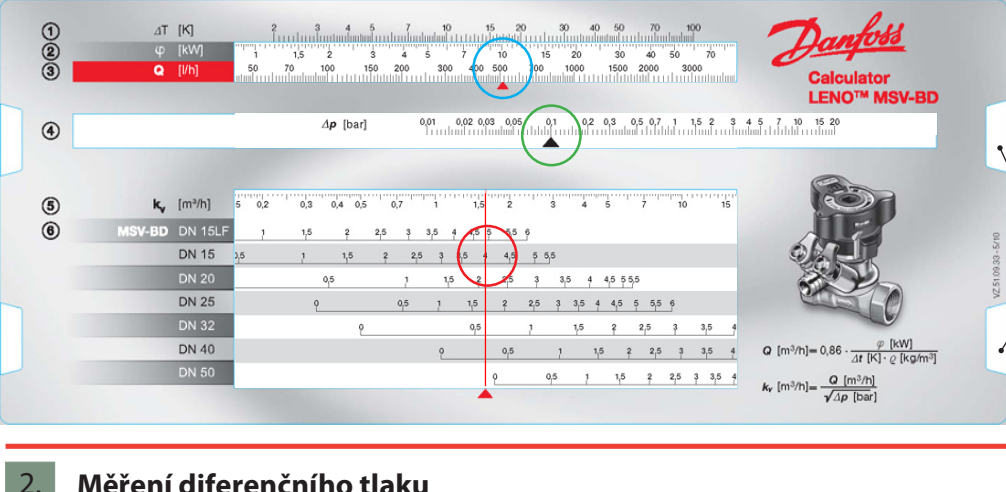 1 ΔT [K] 2 3 4 5 7 10 15 20 30 40 50 70 100
2 φ [kW] 1 1,5 2 3 4 5 7 10 15 20 30 40 50 70
3 Q [l/h] 50 70 100 150 200 300 400 500 700 1000 1500 2000 3000
Danfoss
Calculator
LENO™ MSV-BD
4 Δp [bar] 0,01 0,02 0,03 0,05 0,1 0,2 0,3 0,5 0,7 1 1,5 2 3 4 5 7 10 15 20
5 kv [m³/h] 5 0,2 0,3 0,4 0,5 0,7 1 1,5 2 3 4 5 7 10 15
6 MSV-BD DN 15LF 1 1,5 2 2,5 3 3,5 4 4,5 5 5,5 6
DN 15 0,5 1 1,5 2 2,5 3 3,5 4 4,5 5 5,5
DN 20 0,5 1 1,5 2 2,5 3 3,5 4 4,5 5 5,5
DN 25 0 0,5 1 1,5 2 2,5 3 3,5 4 4,5 5 5,5 6
DN 32 0 0,5 1 1,5 2 2,5 3 3,5 4
DN 40 0 0,5 1 1,5 2 2,5 3 3,5 4
DN 50 0 0,5 1 1,5 2 2,5 3 3,5 4
VZ.51.09.33 - 5/10
Q [m³/h]= 0,86 · φ [kW] / Δt [K] · ϱ [kg/m³]
kv [m³/h]= Q [m³/h] / √Δp [bar]
2. Měření diferenčního tlaku